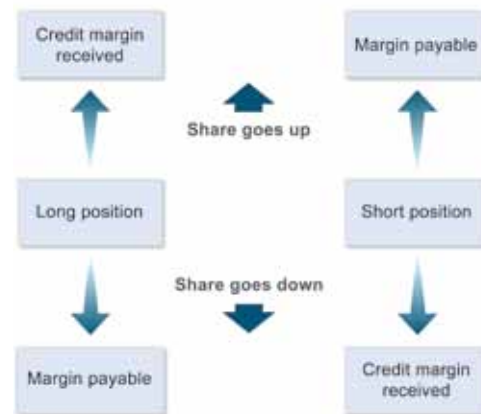 Credit margin
received
Margin payable
Share goes up
Long position
Short position
Share goes down
Margin payable
Credit margin
received